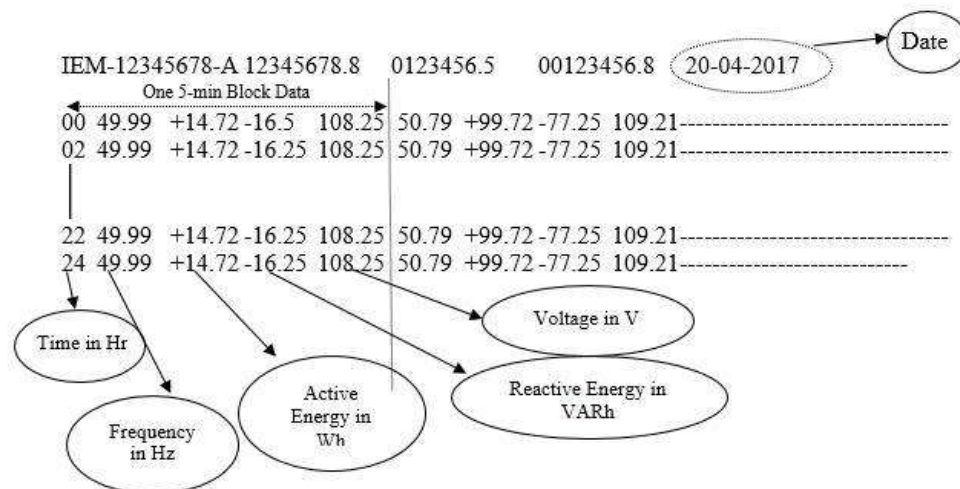 Date
IEM-12345678-A 12345678.8 0123456.5 00123456.8 20-04-2017
One 5-min Block Data
00 49.99 +14.72 -16.5 108.25 50.79 +99.72 -77.25 109.21-----------------------------
02 49.99 +14.72 -16.25 108.25 50.79 +99.72 -77.25 109.21-----------------------------
22 49.99 +14.72 -16.25 108.25 50.79 +99.72 -77.25 109.21-----------------------------
24 49.99 +14.72 -16.25 108.25 50.79 +99.72 -77.25 109.21------------------------
Voltage in V
Time in Hr
Reactive Energy in
VARh
Active
Energy in
Wh
Frequency
in Hz